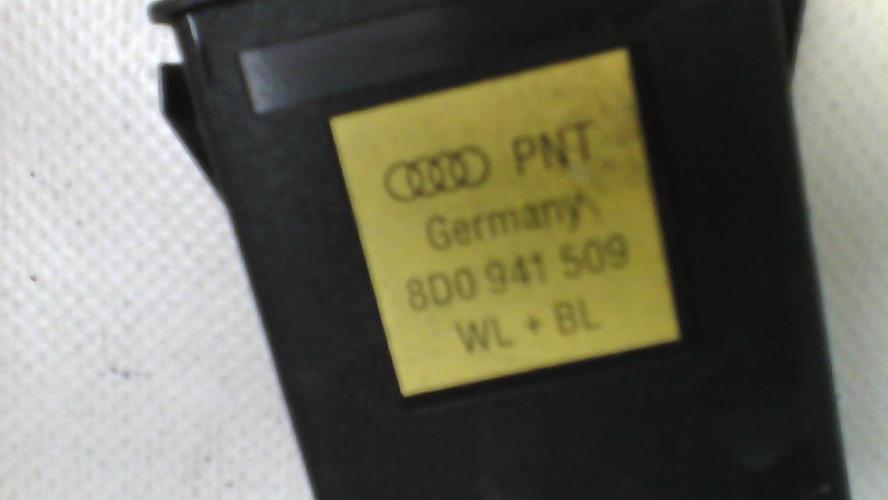 PNT
Germany
8D0 941 509
WL + BL